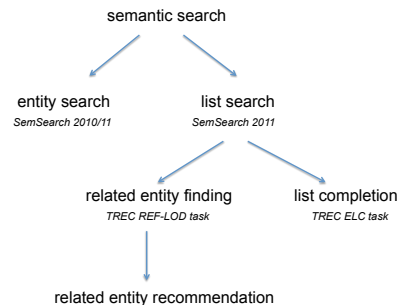 semantic search
entity search
SemSearch 2010/11
list search
SemSearch 2011
related entity finding
TREC REF-LOD task
list completion
TREC ELC task
related entity recommendation